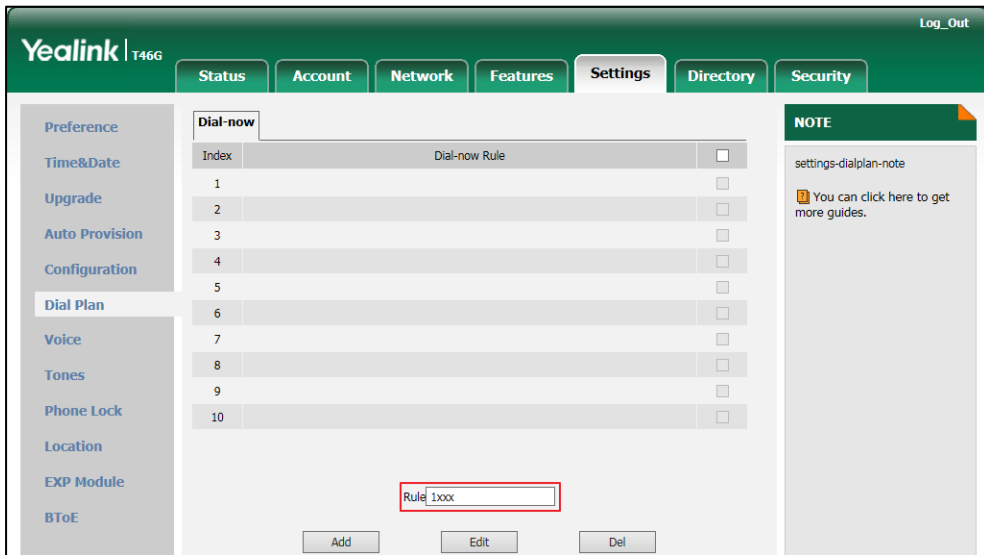 Log_Out
Yealink | T46G
Status Account Network Features Settings Directory Security
Preference
Time&Date
Upgrade
Auto Provision
Configuration
Dial Plan
Voice
Tones
Phone Lock
Location
EXP Module
BToE
Dial-now
Index Dial-now Rule
1
2
3
4
5
6
7
8
9
10
Rule 1xxx
Add Edit Del
NOTE
settings-dialplan-note
You can click here to get
more guides.